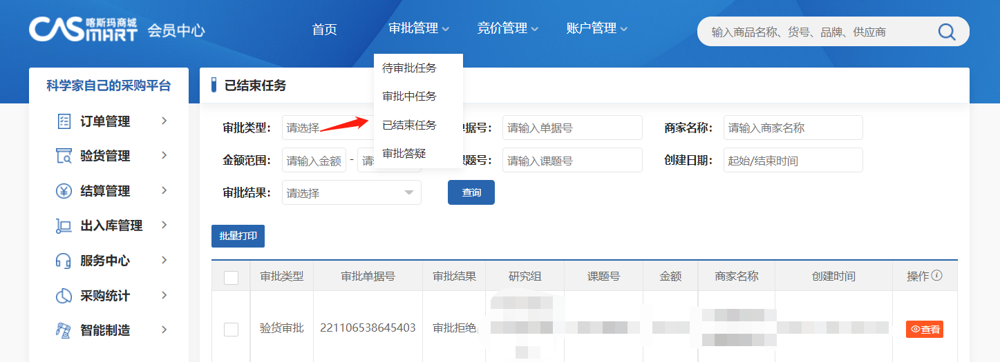 CASMART 喀斯玛商城 会员中心
首页 审批管理 竞价管理 账户管理
输入商品名称、货号、品牌、供应商
待审批任务
审批中任务
已结束任务
审批答疑
科学家自己的采购平台
订单管理
验货管理
结算管理
出入库管理
服务中心
采购统计
智能制造
已结束任务
审批类型: 请选择 据号: 请输入单据号 商家名称: 请输入商家名称
金额范围: 请输入金额 - 题号: 请输入课题号 创建日期: 起始/结束时间
审批结果: 请选择 查询
批量打印
审批类型 审批单据号 审批结果 研究组 课题号 金额 商家名称 创建时间 操作
验货审批 221106538645403 审批拒绝 查看